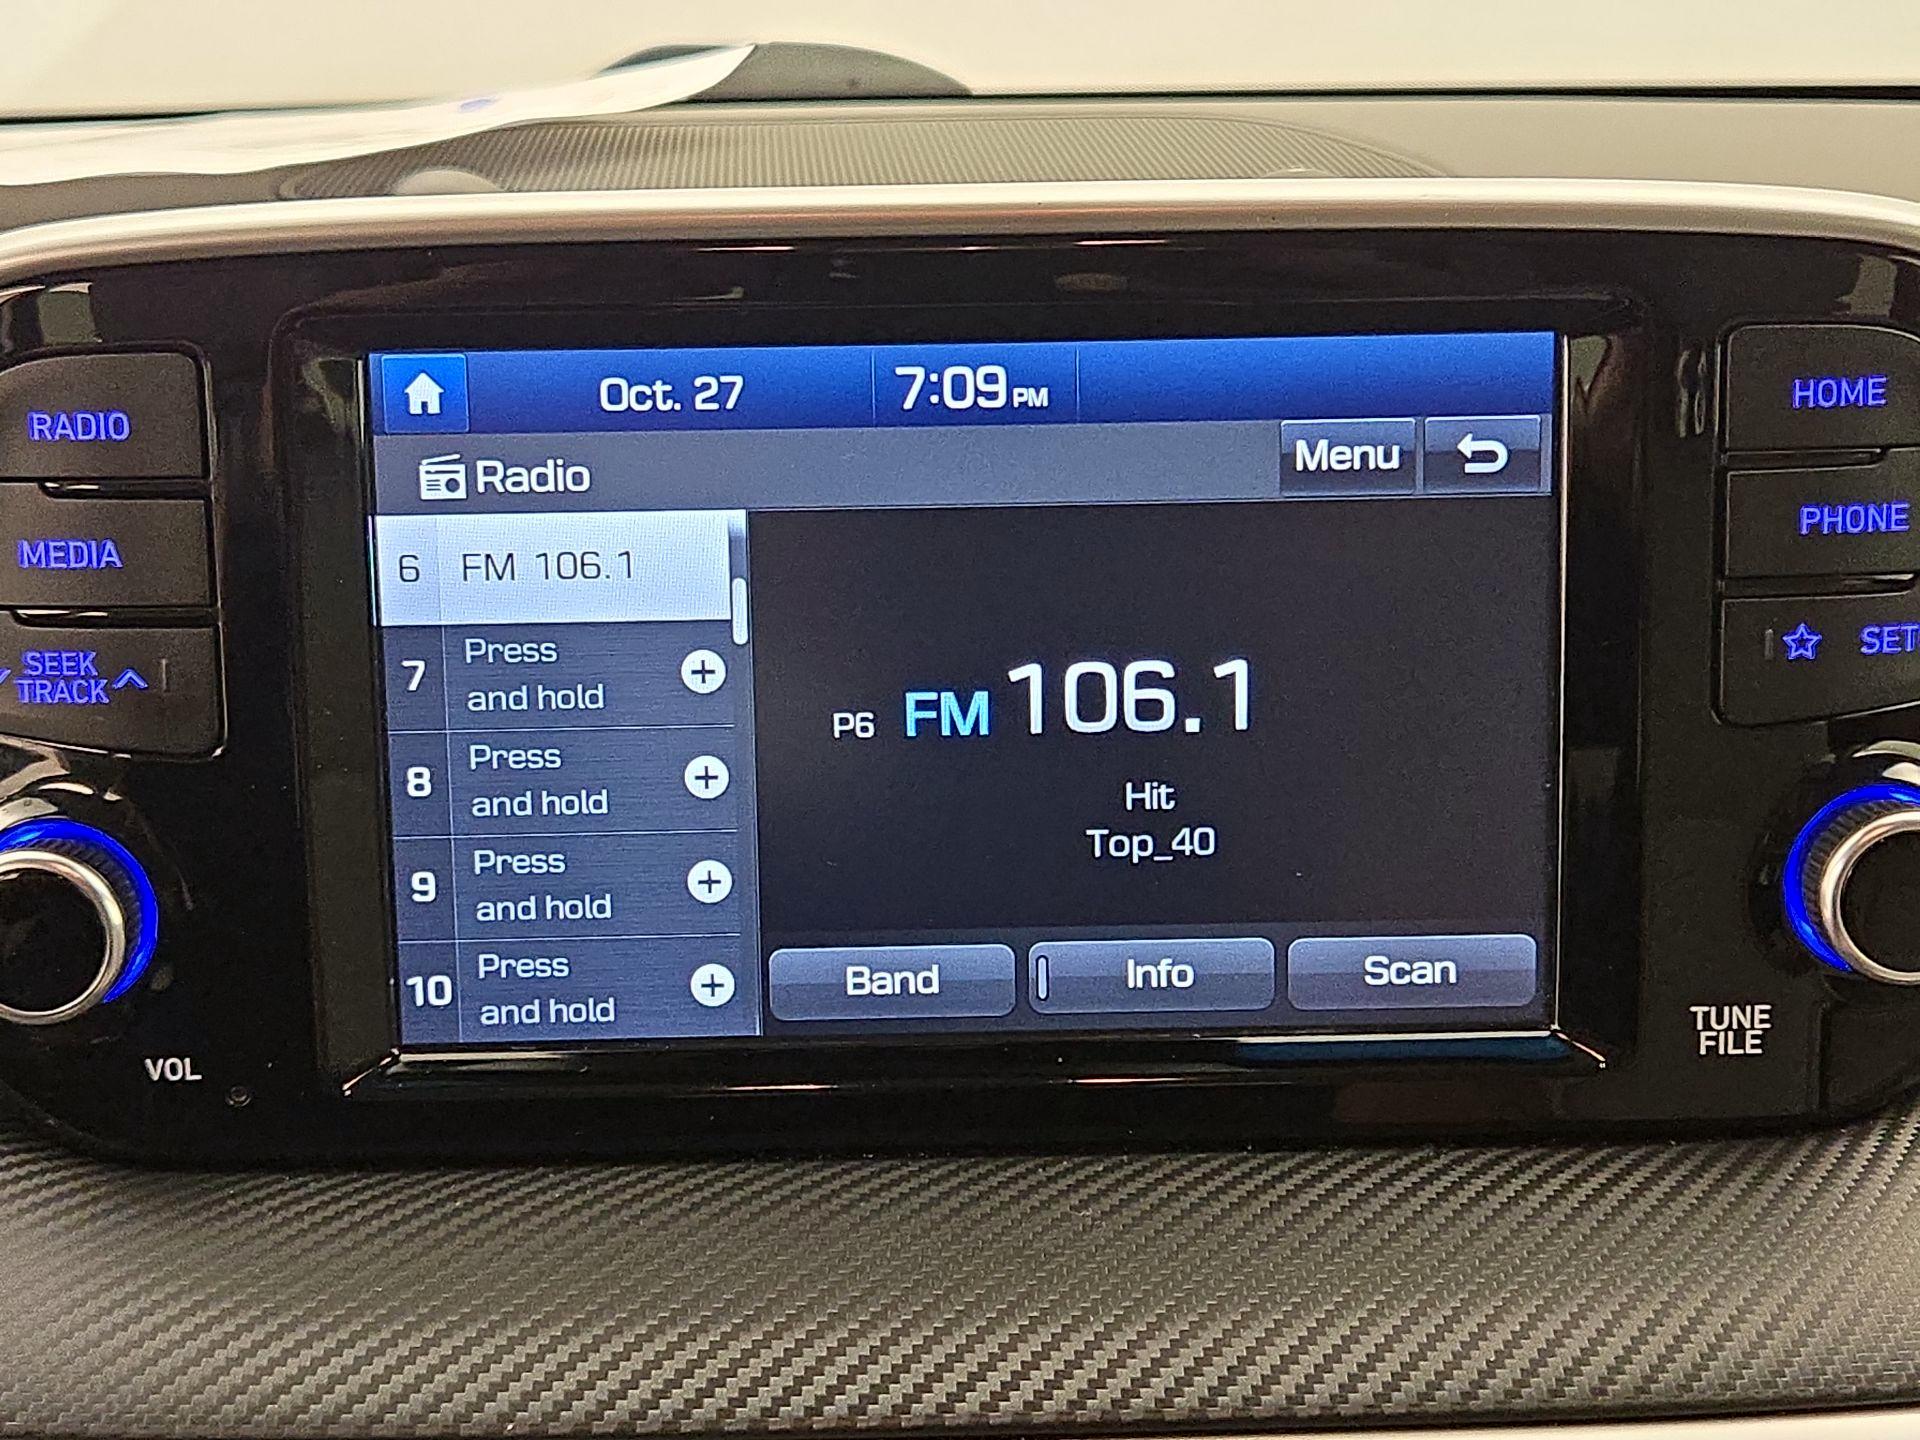 Oct. 27
7:09 PM
Radio
Menu
6 FM 106.1
7 Press
and hold
8 Press
and hold
9 Press
and hold
10 Press
and hold
P6 FM 106.1
Hit
Top_40
Band
Info
Scan
RADIO
MEDIA
SEEK
TRACK
VOL
HOME
PHONE
SET
TUNE
FILE